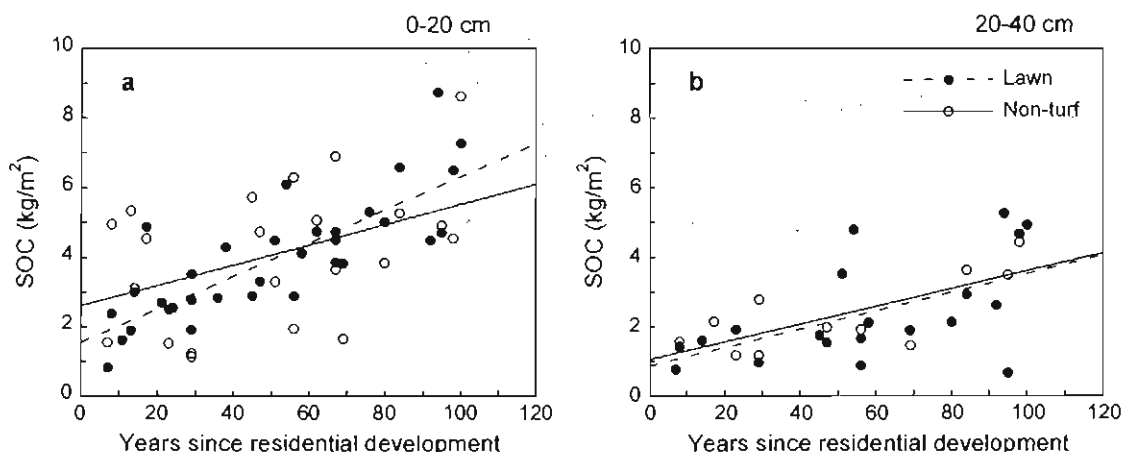 0-20 cm
10
a
8
6
4
2
0
SOC (kg/m²)
0 20 40 60 80 100 120
Years since residential development
20-40 cm
10
b
8
6
4
2
0
SOC (kg/m²)
Lawn
Non-turf
0 20 40 60 80 100 120
Years since residential development